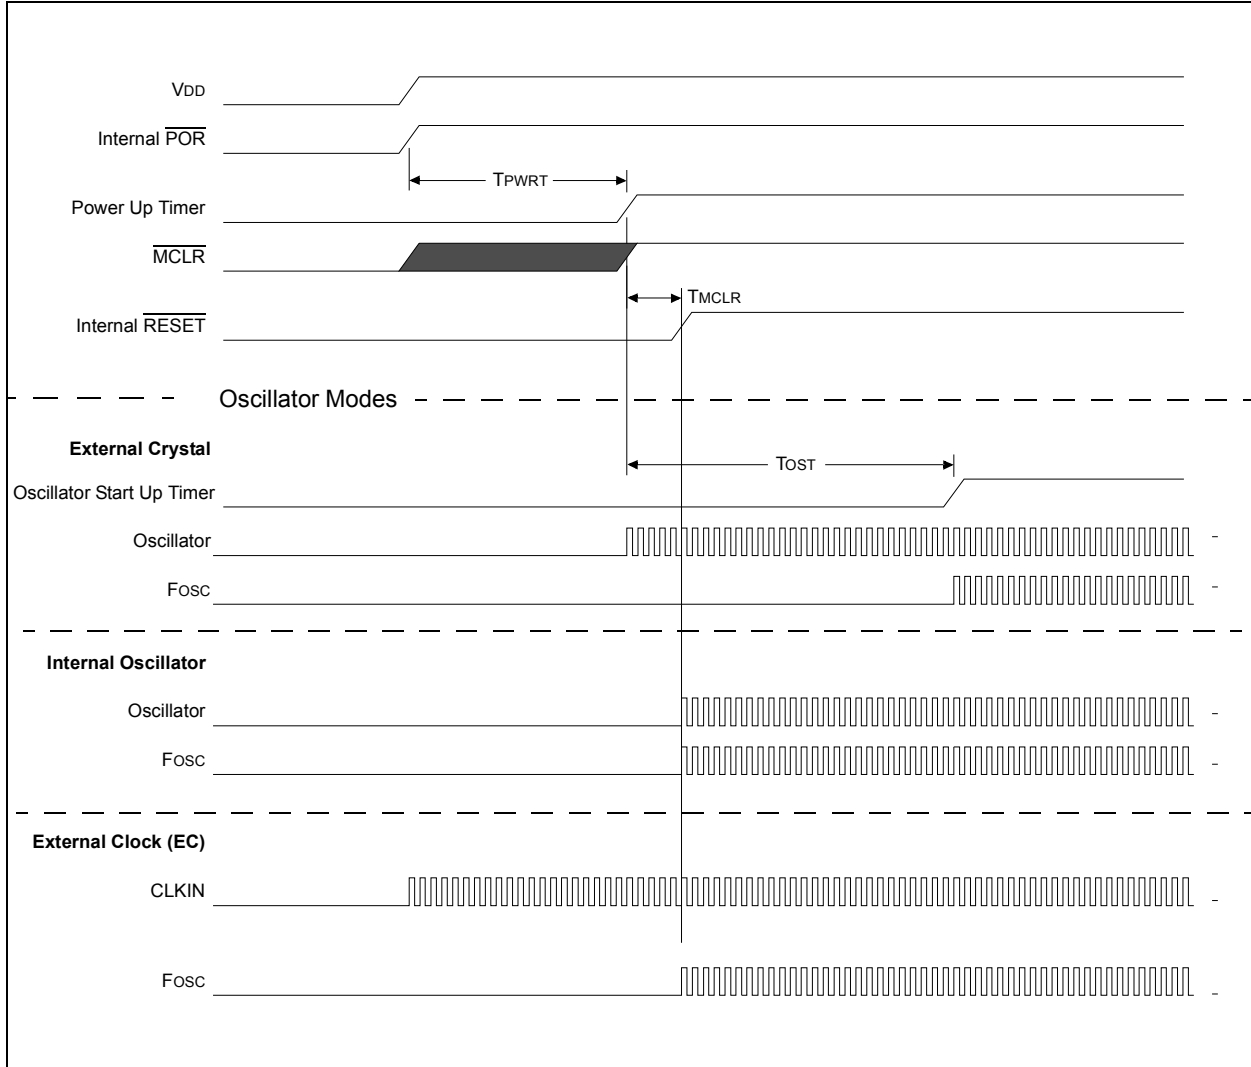 VDD
Internal POR
TPWRT
Power Up Timer
MCLR
TMCLR
Internal RESET
Oscillator Modes
External Crystal
TOST
Oscillator Start Up Timer
Oscillator
FOSC
Internal Oscillator
Oscillator
FOSC
External Clock (EC)
CLKIN
FOSC